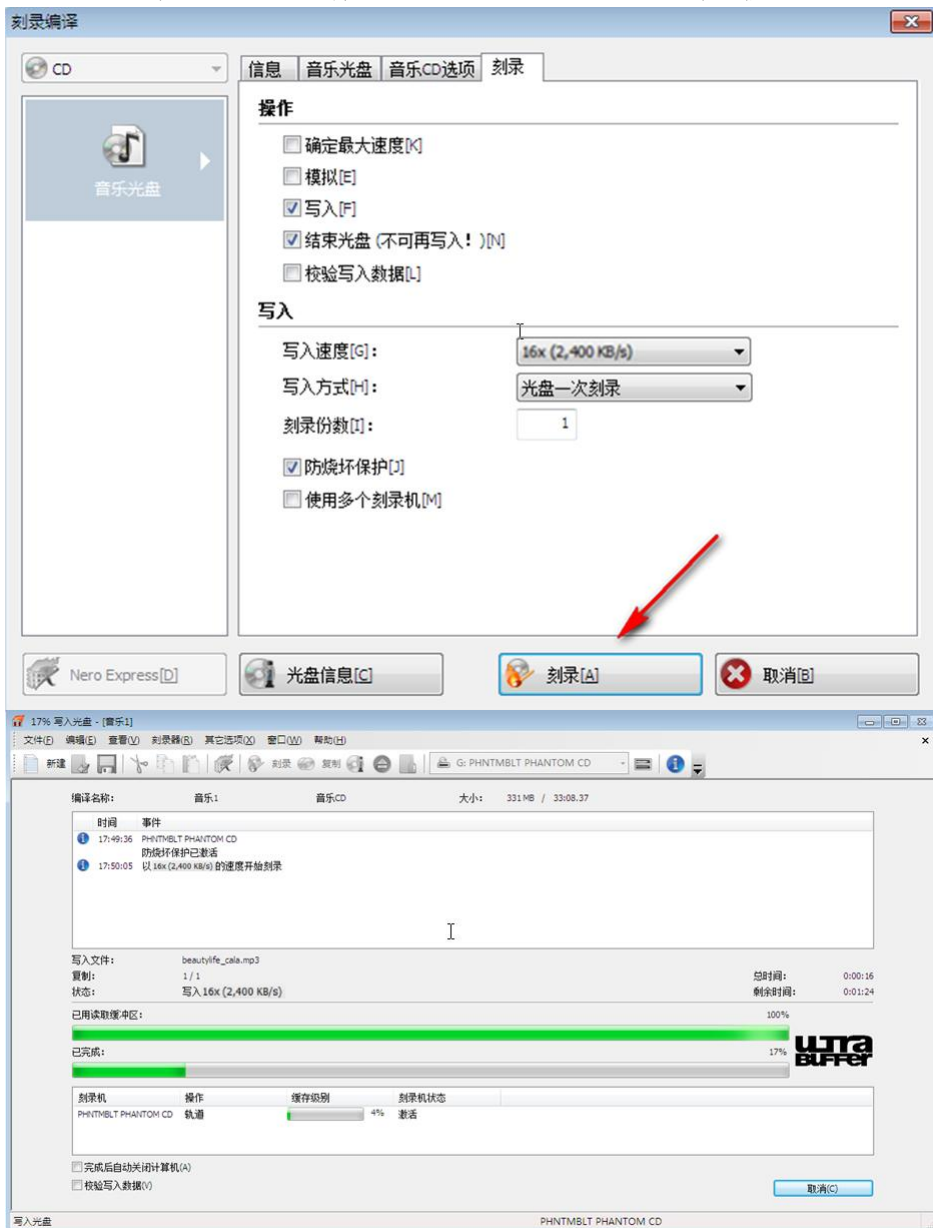 刻录编译
CD
信息 音乐光盘 音乐CD选项 刻录
音乐光盘
操作
确定最大速度[K]
模拟[E]
写入[F]
结束光盘 (不可再写入！)[N]
校验写入数据[L]
写入
写入速度[G]： 16x (2,400 KB/s)
写入方式[H]： 光盘一次刻录
刻录份数[I]： 1
防烧坏保护[J]
使用多个刻录机[M]
Nero Express[D] 光盘信息[C] 刻录[A] 取消[B]
17% 写入光盘 - [音乐1]
文件(F) 编辑(E) 查看(V) 刻录器(R) 其它选项(X) 窗口(W) 帮助(H)
新建 刻录 复制 G: PHNTMBLT PHANTOM CD
编译名称： 音乐1 音乐CD 大小： 331 MB / 33:08.37
时间 事件
17:49:36 PHNTMBLT PHANTOM CD
防烧坏保护已激活
17:50:05 以 16x (2,400 KB/s) 的速度开始刻录
写入文件： beautylife_cala.mp3
复制： 1 / 1 总时间： 0:00:16
状态： 写入 16x (2,400 KB/s) 剩余时间： 0:01:24
已用读取缓冲区： 100%
已完成： 17%
ultra
BUFFER
刻录机 操作 缓存级别 刻录机状态
PHNTMBLT PHANTOM CD 轨道 4% 激活
完成后自动关闭计算机(A)
校验写入数据(V)
取消(C)
写入光盘 PHNTMBLT PHANTOM CD